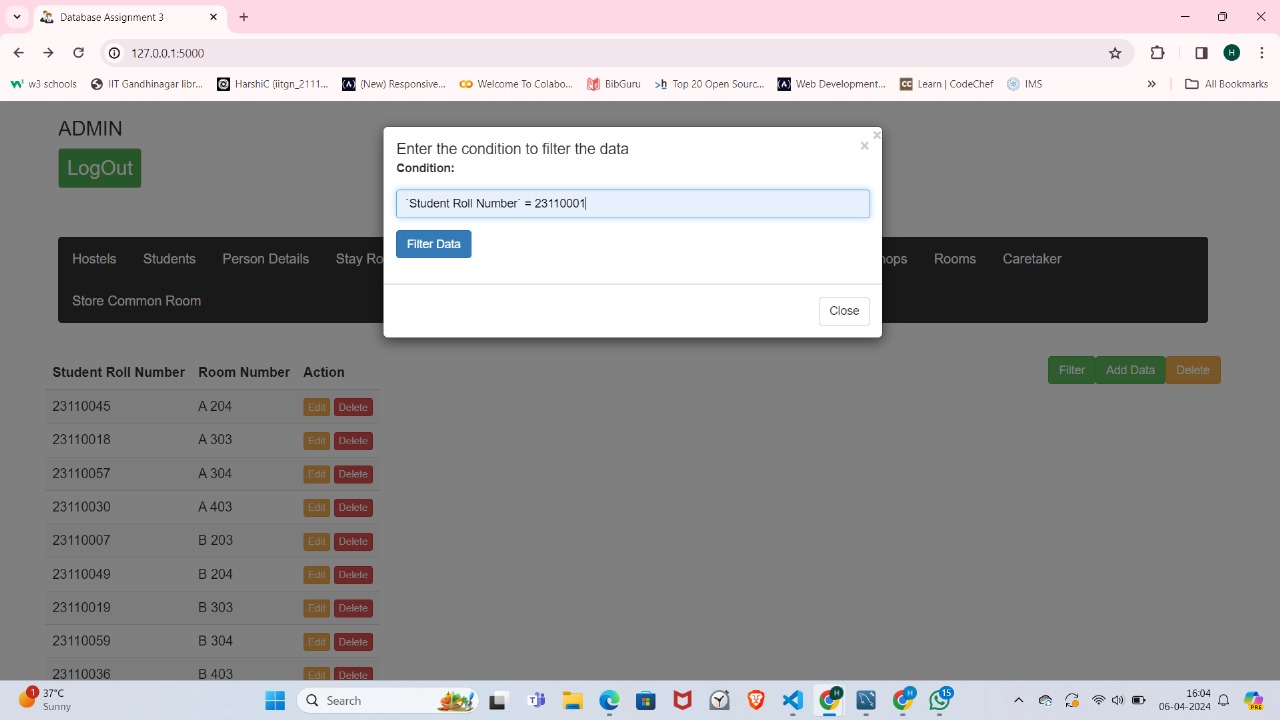 Database Assignment 3
127.0.0.1:5000
H
w3 schools
IIT Gandhinagar libr...
HarshiC (iitgn_2111...
(New) Responsive...
Welcome To Colabo...
BibGuru
Top 20 Open Sourc...
Web Development...
Learn | CodeChef
IMS
All Bookmarks
ADMIN
LogOut
Enter the condition to filter the data
Condition:
`Student Roll Number` = 23110001
Filter Data
Close
Hostels Students Person Details Stay Ro ops Rooms Caretaker
Store Common Room
Filter Add Data Delete
Student Roll Number Room Number Action
23110045 A 204 Edit Delete
23110018 A 303 Edit Delete
23110057 A 304 Edit Delete
23110030 A 403 Edit Delete
23110007 B 203 Edit Delete
23110049 B 204 Edit Delete
23110019 B 303 Edit Delete
23110059 B 304 Edit Delete
23110036 B 403 Edit Delete
1 37°C
Sunny
Search
H
H
15
16:04
06-04-2024
PRE